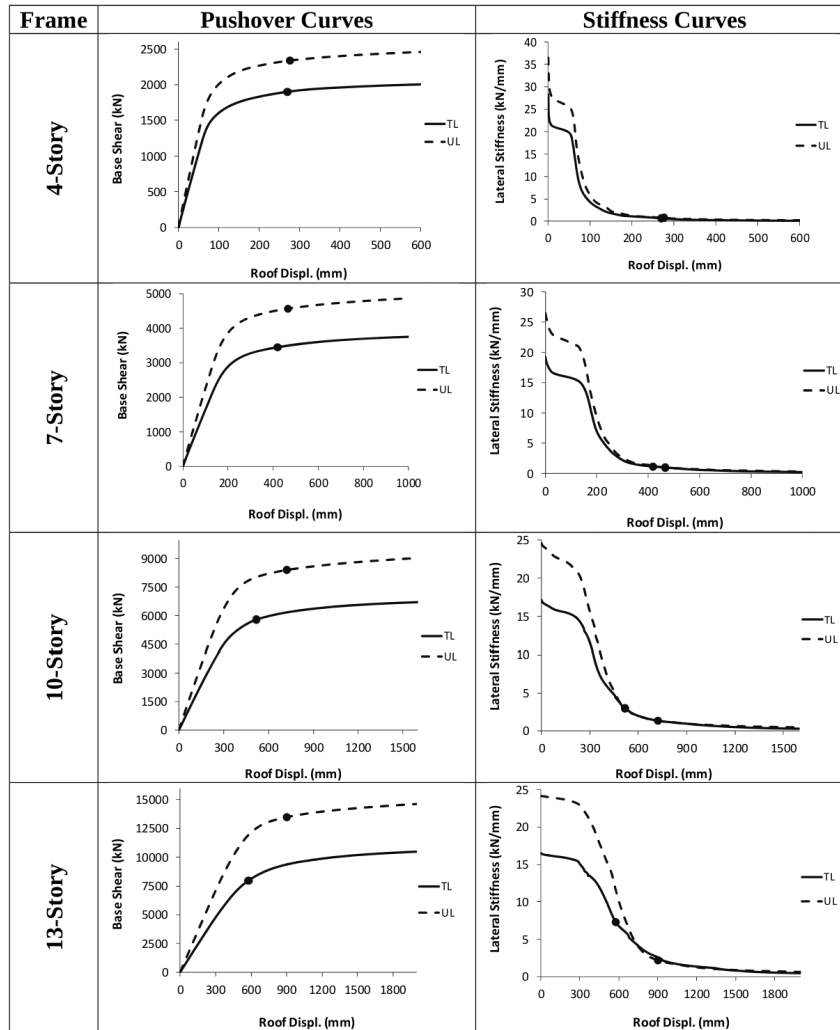 Frame Pushover Curves Stiffness Curves
4-Story
2500
2000
1500
1000
500
0
Base Shear (kN)
0 100 200 300 400 500 600
Roof Displ. (mm)
TL
UL
40
35
30
25
20
15
10
5
0
Lateral Stiffness (kN/mm)
0 100 200 300 400 500 600
Roof Displ. (mm)
TL
UL
7-Story
5000
4000
3000
2000
1000
0
Base Shear (kN)
0 200 400 600 800 1000
Roof Displ. (mm)
TL
UL
30
25
20
15
10
5
0
Lateral Stiffness (kN/mm)
0 200 400 600 800 1000
Roof Displ. (mm)
TL
UL
10-Story
9000
7500
6000
4500
3000
1500
0
Base Shear (kN)
0 300 600 900 1200 1500
Roof Displ. (mm)
TL
UL
25
20
15
10
5
0
Lateral Stiffness (kN/mm)
0 300 600 900 1200 1500
Roof Displ. (mm)
TL
UL
13-Story
15000
12500
10000
7500
5000
2500
0
Base Shear (kN)
0 300 600 900 1200 1500 1800
Roof Displ. (mm)
TL
UL
25
20
15
10
5
0
Lateral Stiffness (kN/mm)
0 300 600 900 1200 1500 1800
Roof Displ. (mm)
TL
UL